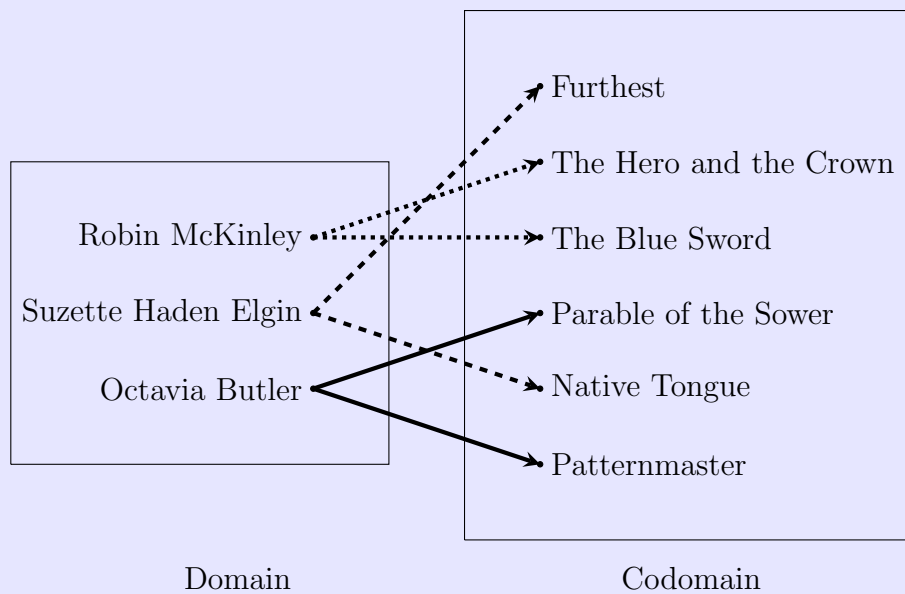 Furthest
The Hero and the Crown
Robin McKinley
The Blue Sword
Suzette Haden Elgin
Parable of the Sower
Octavia Butler
Native Tongue
Patternmaster
Domain
Codomain